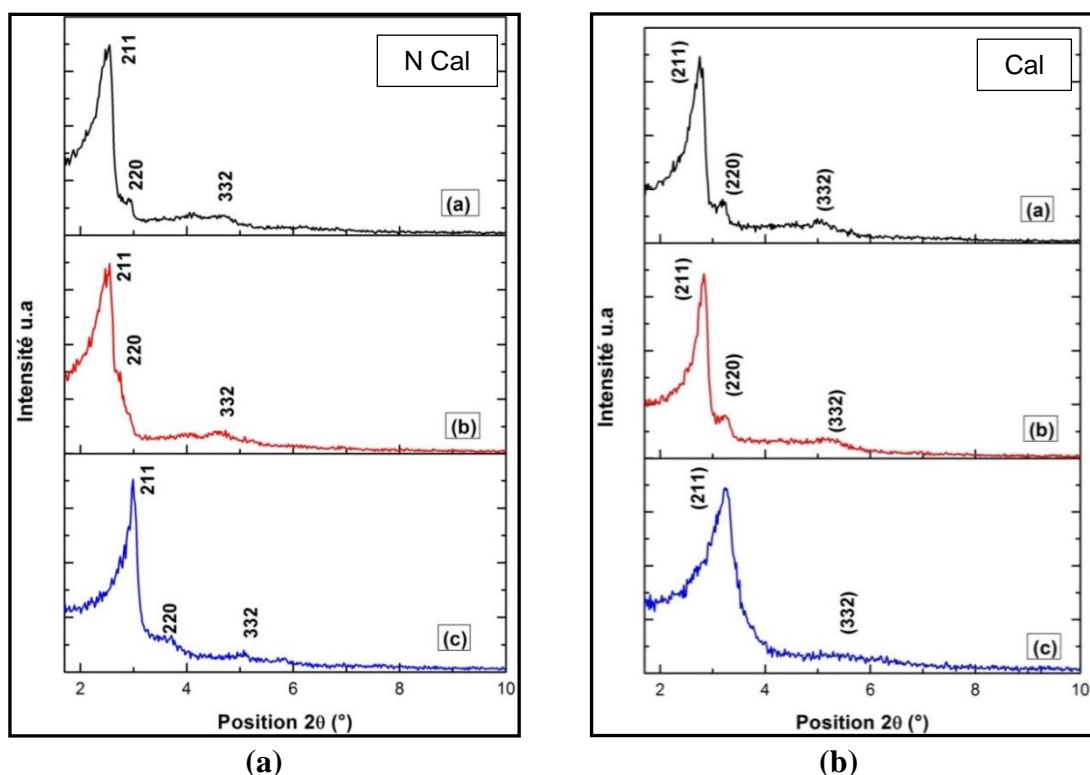 N Cal
211
220
332
(a)
211
220
332
(b)
211
220
332
(c)
Intensité u.a
2 4 6 8 10
Position 2θ (°)
(a)
Cal
(211)
(220)
(332)
(a)
(211)
(220)
(332)
(b)
(211)
(332)
(c)
Intensité u.a
2 4 6 8 10
Position 2θ (°)
(b)